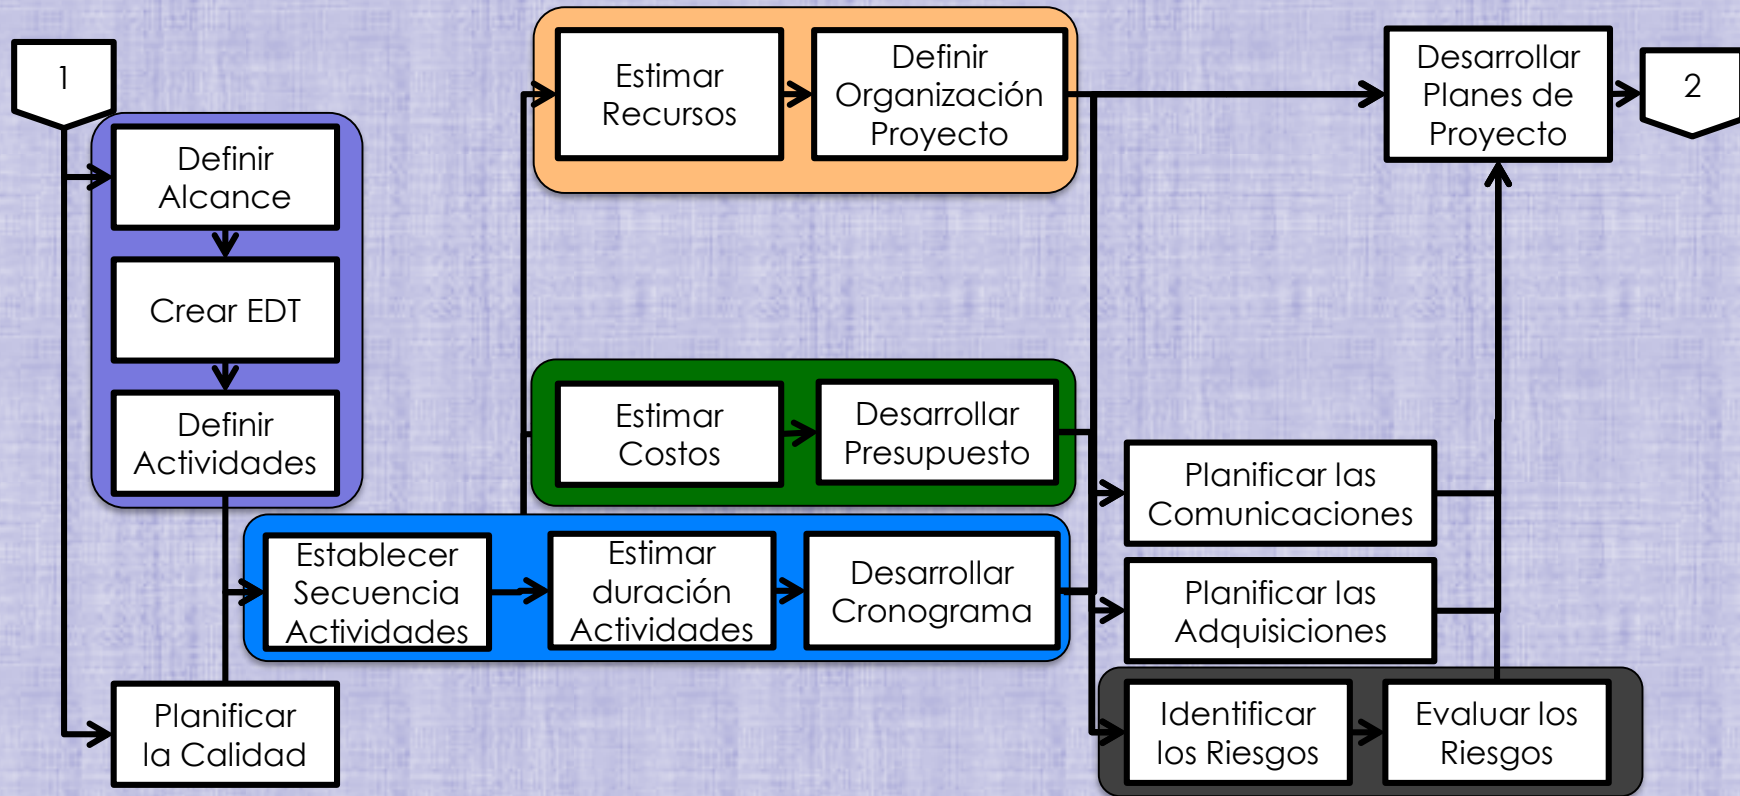 1
Definir
Alcance
Crear EDT
Definir
Actividades
Planificar
la Calidad
Establecer
Secuencia
Actividades
Estimar
duración
Actividades
Desarrollar
Cronograma
Estimar
Recursos
Definir
Organización
Proyecto
Estimar
Costos
Desarrollar
Presupuesto
Planificar las
Comunicaciones
Planificar las
Adquisiciones
Identificar
los Riesgos
Evaluar los
Riesgos
Desarrollar
Planes de
Proyecto
2